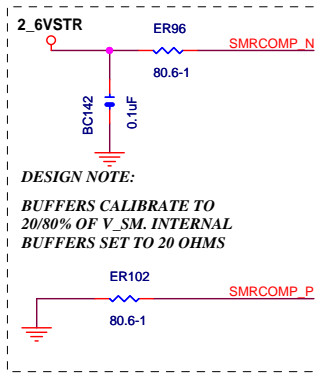 2_6VSTR
ER96
SMRCOMP_N
80.6-1
BC142
0.1uF
DESIGN NOTE:
BUFFERS CALIBRATE TO
20/80% OF V_SM. INTERNAL
BUFFERS SET TO 20 OHMS
ER102
SMRCOMP_P
80.6-1